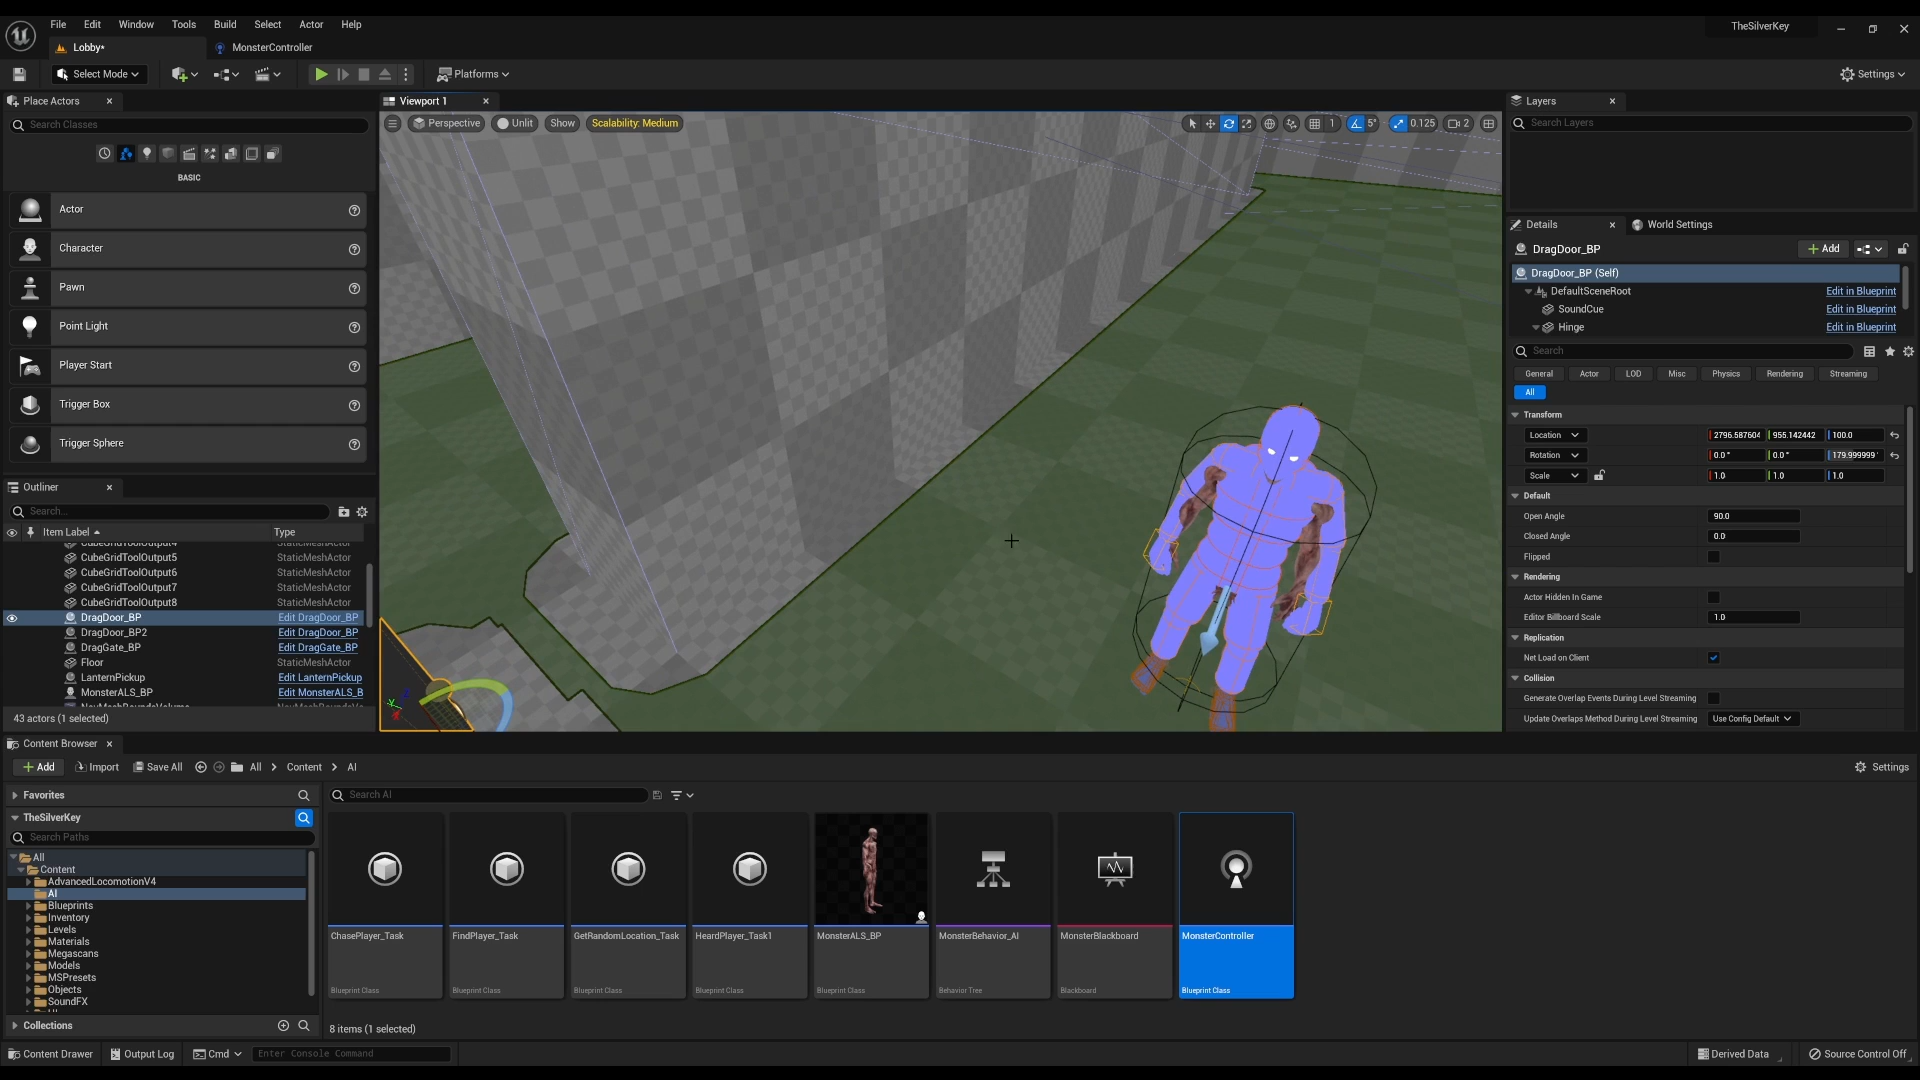 File Edit Window Tools Build Select Actor Help
TheSilverKey
Lobby*
MonsterController
Select Mode
Platforms
Settings
Place Actors
Search Classes
BASIC
Actor
Character
Pawn
Point Light
Player Start
Trigger Box
Trigger Sphere
Outliner
Search...
Item Label Type
CubeGridToolOutput4 StaticMeshActor
CubeGridToolOutput5 StaticMeshActor
CubeGridToolOutput6 StaticMeshActor
CubeGridToolOutput7 StaticMeshActor
CubeGridToolOutput8 StaticMeshActor
DragDoor_BP Edit DragDoor_BP
DragDoor_BP2 Edit DragDoor_BP
DragGate_BP Edit DragGate_BP
Floor StaticMeshActor
LanternPickup Edit LanternPickup
MonsterALS_BP Edit MonsterALS_B
43 actors (1 selected)
Viewport 1
Perspective Unlit Show Scalability: Medium
1 5° 0.125 2
Layers
Search Layers
Details World Settings
DragDoor_BP Add
DragDoor_BP (Self)
DefaultSceneRoot Edit in Blueprint
SoundCue Edit in Blueprint
Hinge Edit in Blueprint
Search
General Actor LOD Misc Physics Rendering Streaming
All
Transform
Location 2796.587604 955.142442 100.0
Rotation 0.0° 0.0° 179.999999
Scale 1.0 1.0 1.0
Default
Open Angle 90.0
Closed Angle 0.0
Flipped
Rendering
Actor Hidden In Game
Editor Billboard Scale 1.0
Replication
Net Load on Client
Collision
Generate Overlap Events During Level Streaming
Update Overlaps Method During Level Streaming Use Config Default
Content Browser
Add Import Save All All Content AI
Settings
Favorites
TheSilverKey
Search Paths
All
Content
AdvancedLocomotionV4
AI
Blueprints
Inventory
Levels
Materials
Megascans
Models
MSPresets
Objects
SoundFX
Collections
Search AI
ChasePlayer_Task
Blueprint Class
FindPlayer_Task
Blueprint Class
GetRandomLocation_Task
Blueprint Class
HeardPlayer_Task1
Blueprint Class
MonsterALS_BP
Blueprint Class
MonsterBehavior_AI
Behavior Tree
MonsterBlackboard
Blackboard
MonsterController
Blueprint Class
8 items (1 selected)
Content Drawer Output Log Cmd Enter Console Command
Derived Data Source Control Off